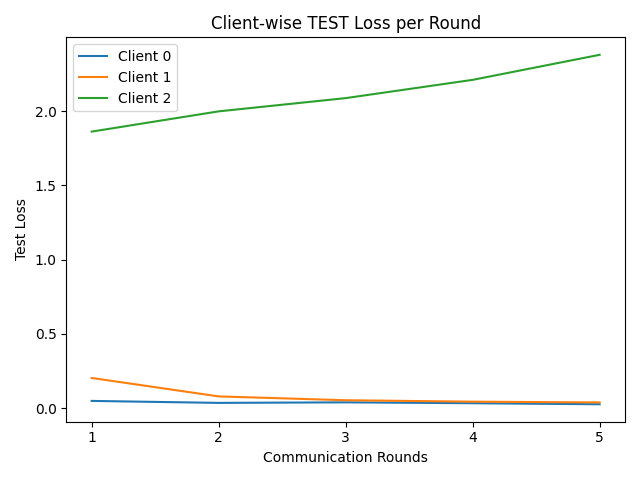 Client-wise TEST Loss per Round
Client 0
Client 1
Client 2
Test Loss
2.0
1.5
1.0
0.5
0.0
1 2 3 4 5
Communication Rounds